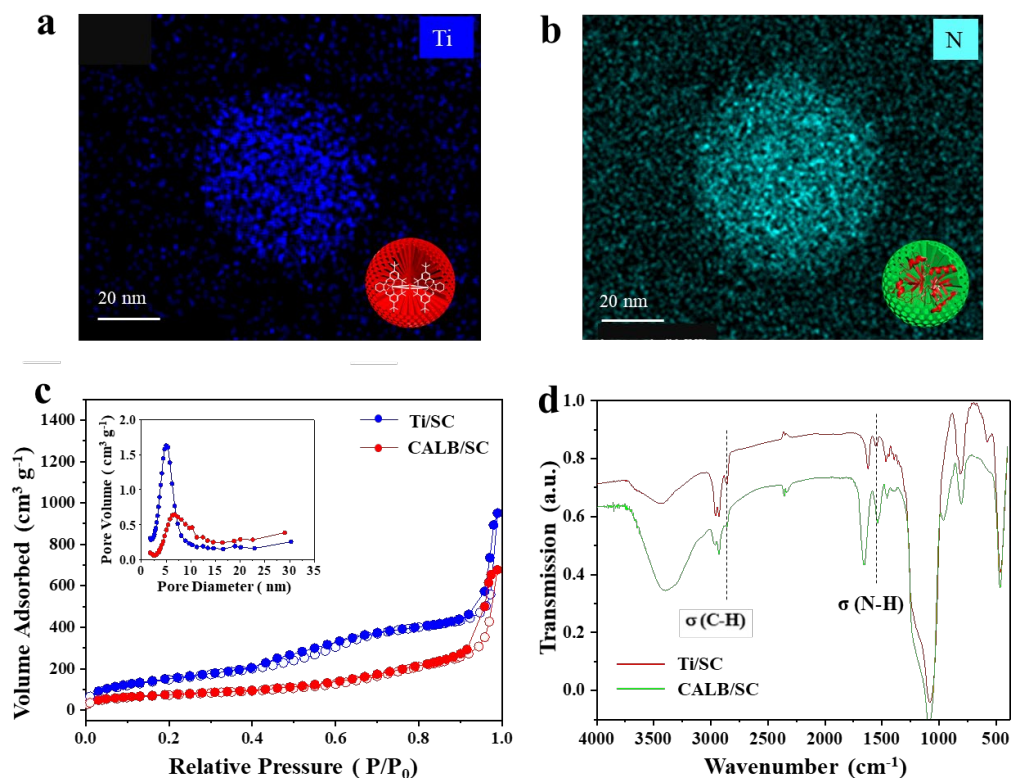 a
Ti
20 nm
b
N
20 nm
c
Volume Adsorbed (cm³ g⁻¹)
1400
1200
1000
800
600
400
200
0
0.0
0.2
0.4
0.6
0.8
1.0
Relative Pressure ( P/P₀)
Ti/SC
CALB/SC
Pore Volume ( cm³ g⁻¹)
2.0
1.5
1.0
0.5
0.0
0
5
10
15
20
25
30
35
Pore Diameter ( nm)
d
Transmission (a.u.)
1.0
0.8
0.6
0.4
0.2
0.0
σ (C-H)
σ (N-H)
Ti/SC
CALB/SC
4000
3500
3000
2500
2000
1500
1000
500
Wavenumber (cm⁻¹)